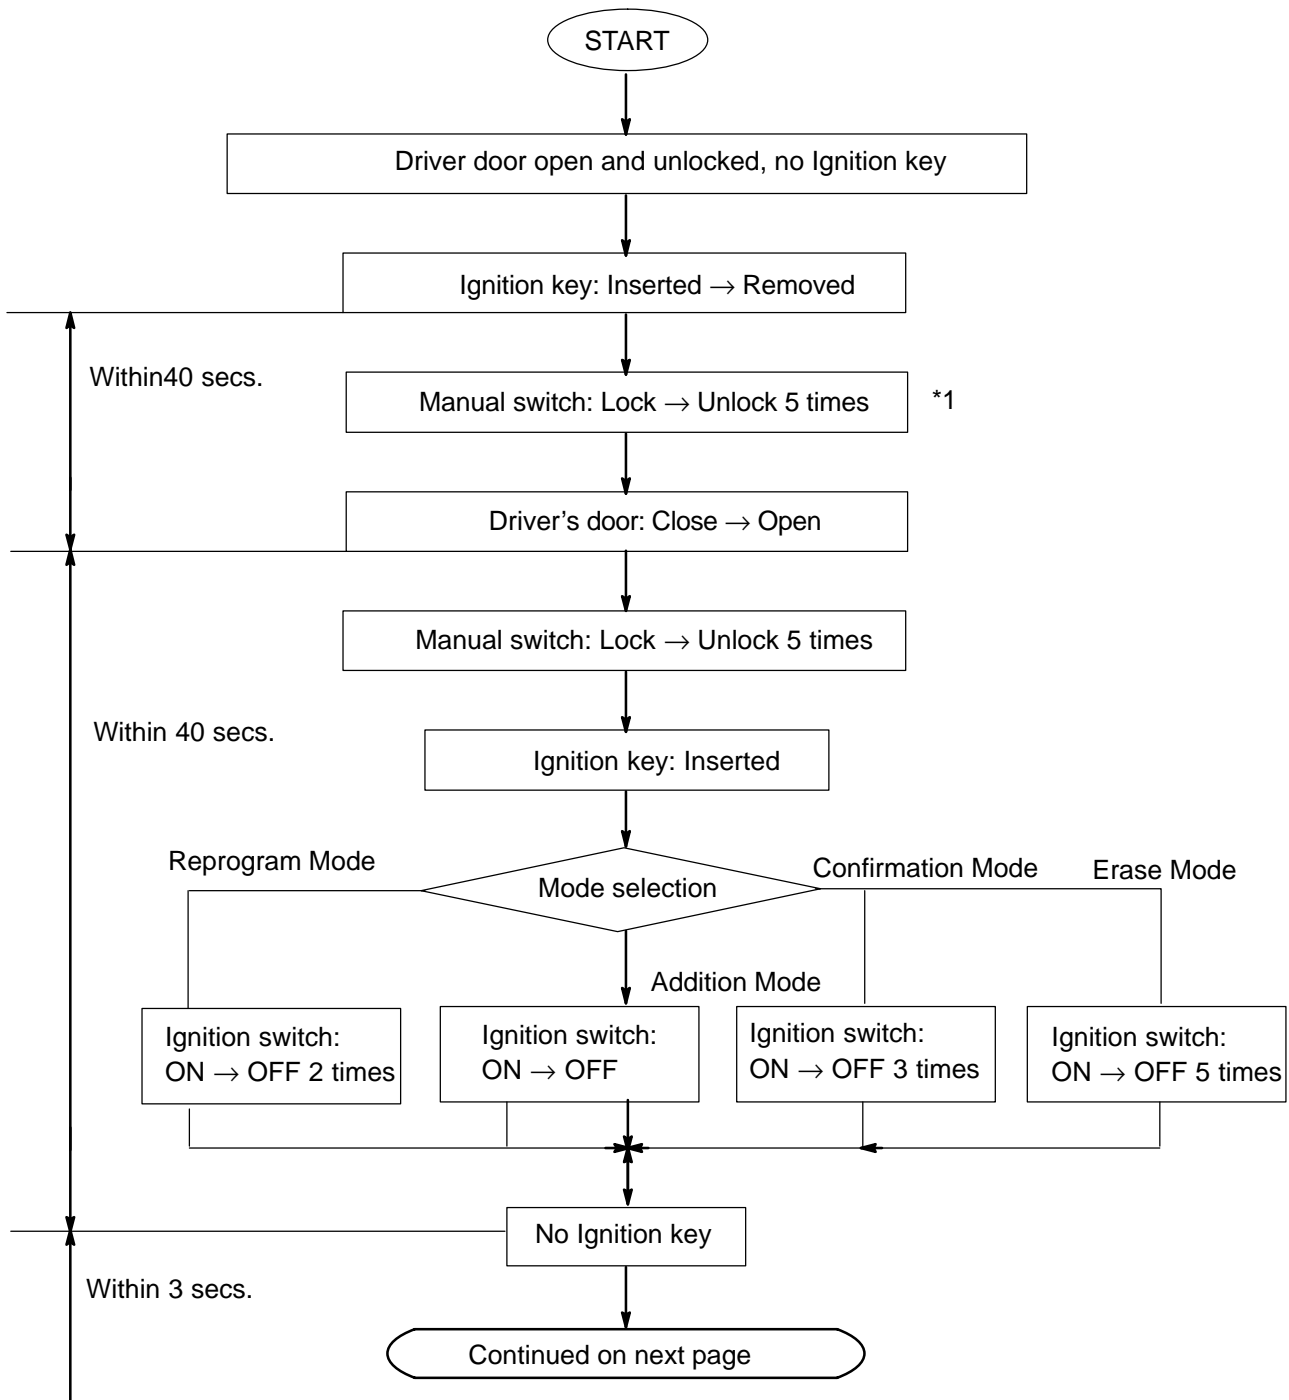 START
Driver door open and unlocked, no Ignition key
Ignition key: Inserted → Removed
Within40 secs.
Manual switch: Lock → Unlock 5 times
*1
Driver’s door: Close → Open
Manual switch: Lock → Unlock 5 times
Within 40 secs.
Ignition key: Inserted
Reprogram Mode
Mode selection
Confirmation Mode
Erase Mode
Addition Mode
Ignition switch:
ON → OFF 2 times
Ignition switch:
ON → OFF
Ignition switch:
ON → OFF 3 times
Ignition switch:
ON → OFF 5 times
No Ignition key
Within 3 secs.
Continued on next page